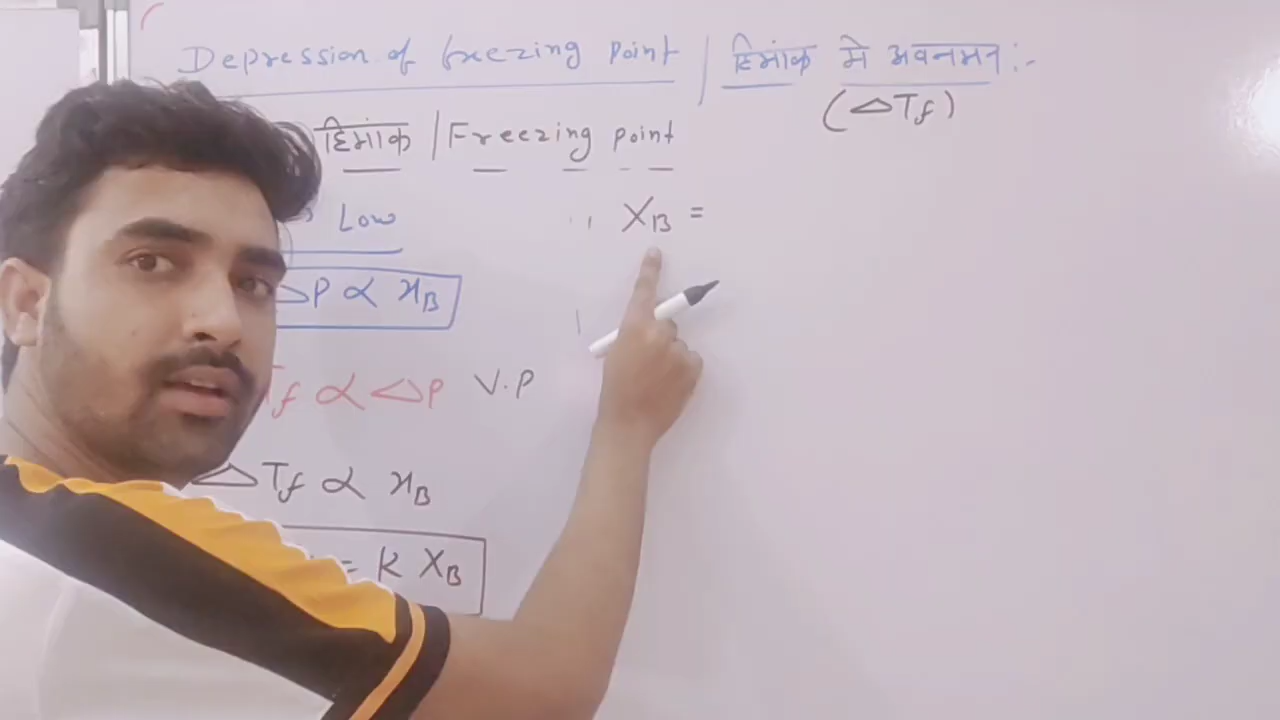 Depression of freezing point / हिमांक मे अवनमन :-
(△Tf)
हिमांक / Freezing point
Low
XB =
△P ∝ xB
Tf ∝ △P V.P
△Tf ∝ xB
= K XB